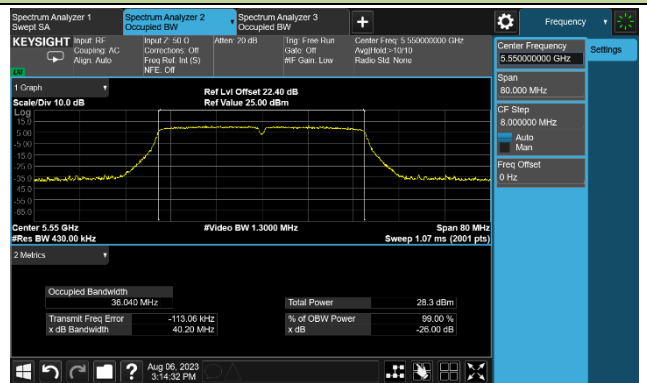 Spectrum Analyzer 1
Swept SA
Spectrum Analyzer 2
Occupied BW
Spectrum Analyzer 3
Occupied BW
+
Frequency
KEYSIGHT
Input: RF
Coupling: AC
Align: Auto
Input Z: 50 Ω
Corrections: Off
Freq Ref: Int (S)
NFE: Off
Atten: 20 dB
Trig: Free Run
Gate: Off
#IF Gain: Low
Center Freq: 5.550000000 GHz
Avg|Hold:>10/10
Radio Std: None
Center Frequency
5.550000000 GHz
Settings
Span
80.000 MHz
CF Step
8.000000 MHz
Auto
Man
Freq Offset
0 Hz
1 Graph
Scale/Div 10.0 dB
Ref Lvl Offset 22.40 dB
Ref Value 25.00 dBm
Log
15.0
5.00
-5.00
-15.0
-25.0
-35.0
-45.0
-55.0
-65.0
Center 5.55 GHz
#Res BW 430.00 kHz
#Video BW 1.3000 MHz
Span 80 MHz
Sweep 1.07 ms (2001 pts)
2 Metrics
Occupied Bandwidth
36.040 MHz
Total Power 28.3 dBm
Transmit Freq Error -113.06 kHz
% of OBW Power 99.00 %
x dB Bandwidth 40.20 MHz
x dB -26.00 dB
?
Aug 06, 2023
3:14:32 PM